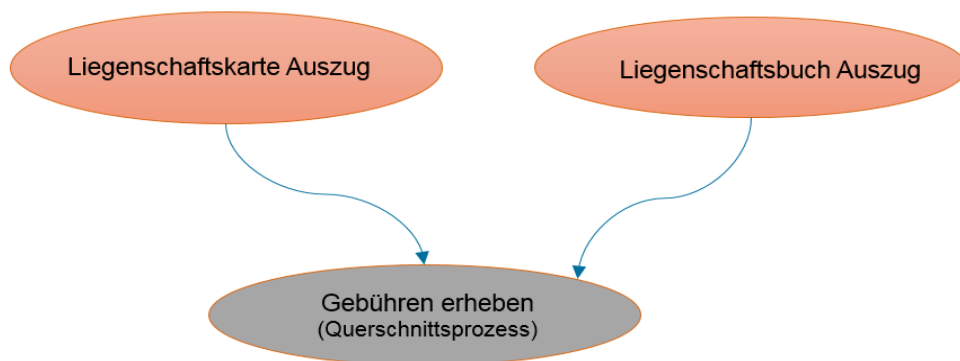 Liegenschaftskarte Auszug
Liegenschaftsbuch Auszug
Gebühren erheben
(Querschnittsprozess)